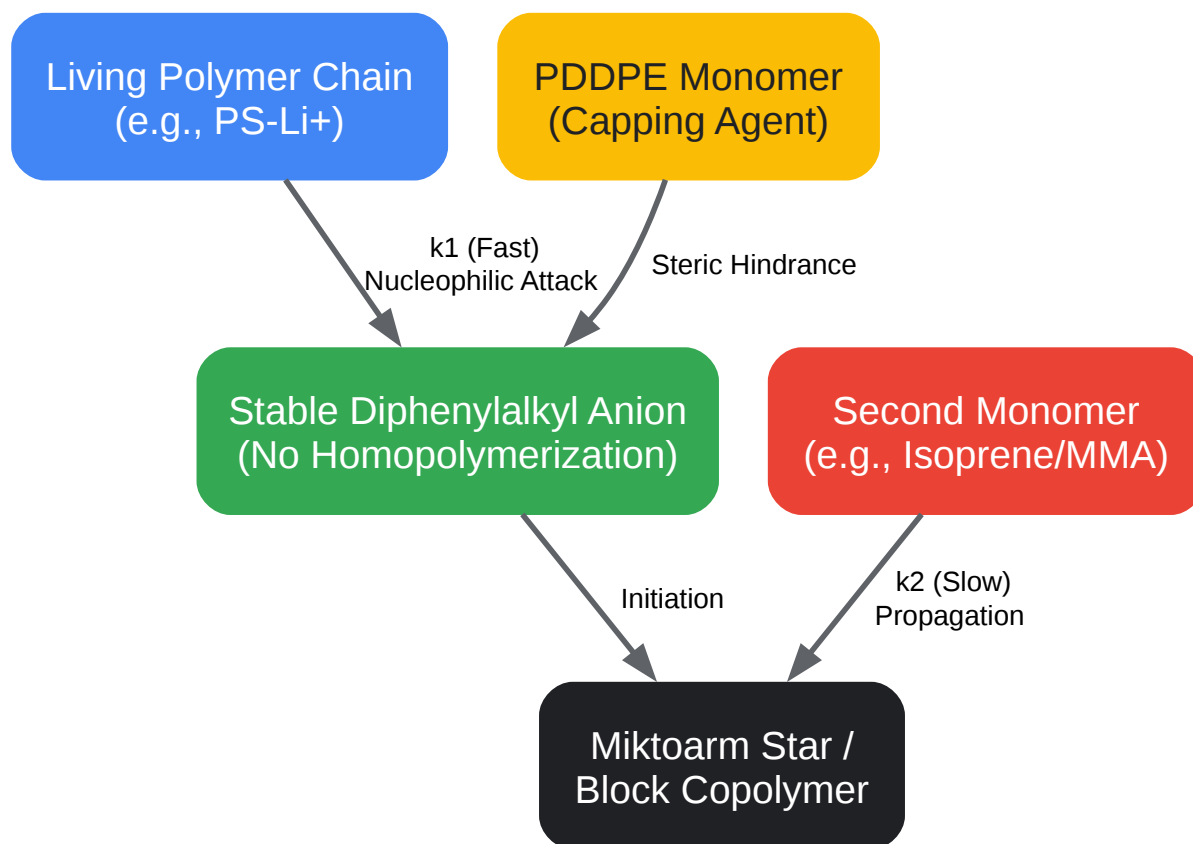 Living Polymer Chain
(e.g., PS-Li+)
PDDPE Monomer
(Capping Agent)
k1 (Fast)
Nucleophilic Attack
Steric Hindrance
Stable Diphenylalkyl Anion
(No Homopolymerization)
Second Monomer
(e.g., Isoprene/MMA)
Initiation
k2 (Slow)
Propagation
Miktoarm Star /
Block Copolymer